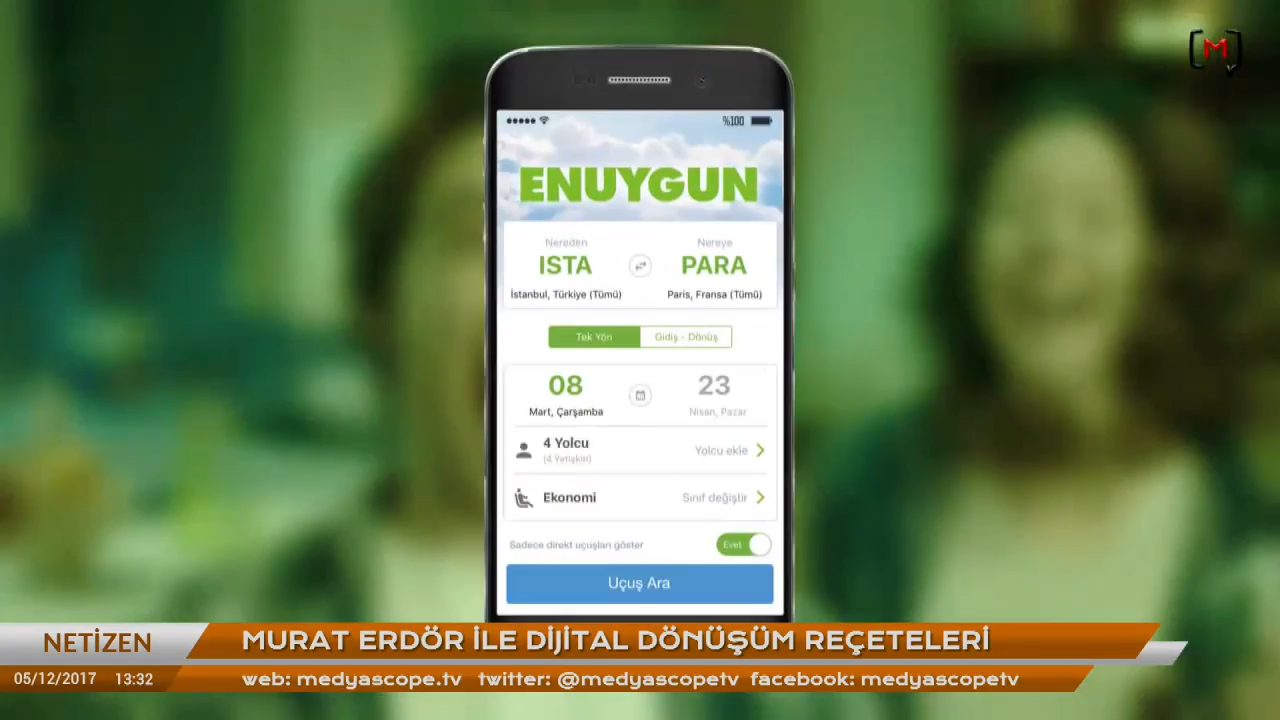 [M]
%100
ENUYGUN
Nereden Nereye
ISTA PARA
İstanbul, Türkiye (Tümü) Paris, Fransa (Tümü)
Tek Yön Gidiş - Dönüş
08 23
Mart, Çarşamba Nisan, Pazar
4 Yolcu Yolcu ekle
(4 Yetişkin)
Ekonomi Sınıf değiştir
Sadece direkt uçuşları göster Evet
Uçuş Ara
NETİZEN MURAT ERDÖR İLE DİJİTAL DÖNÜŞÜM REÇETELERİ
05/12/2017 13:32 web: medyascope.tv twitter: @medyascopetv facebook: medyascopetv